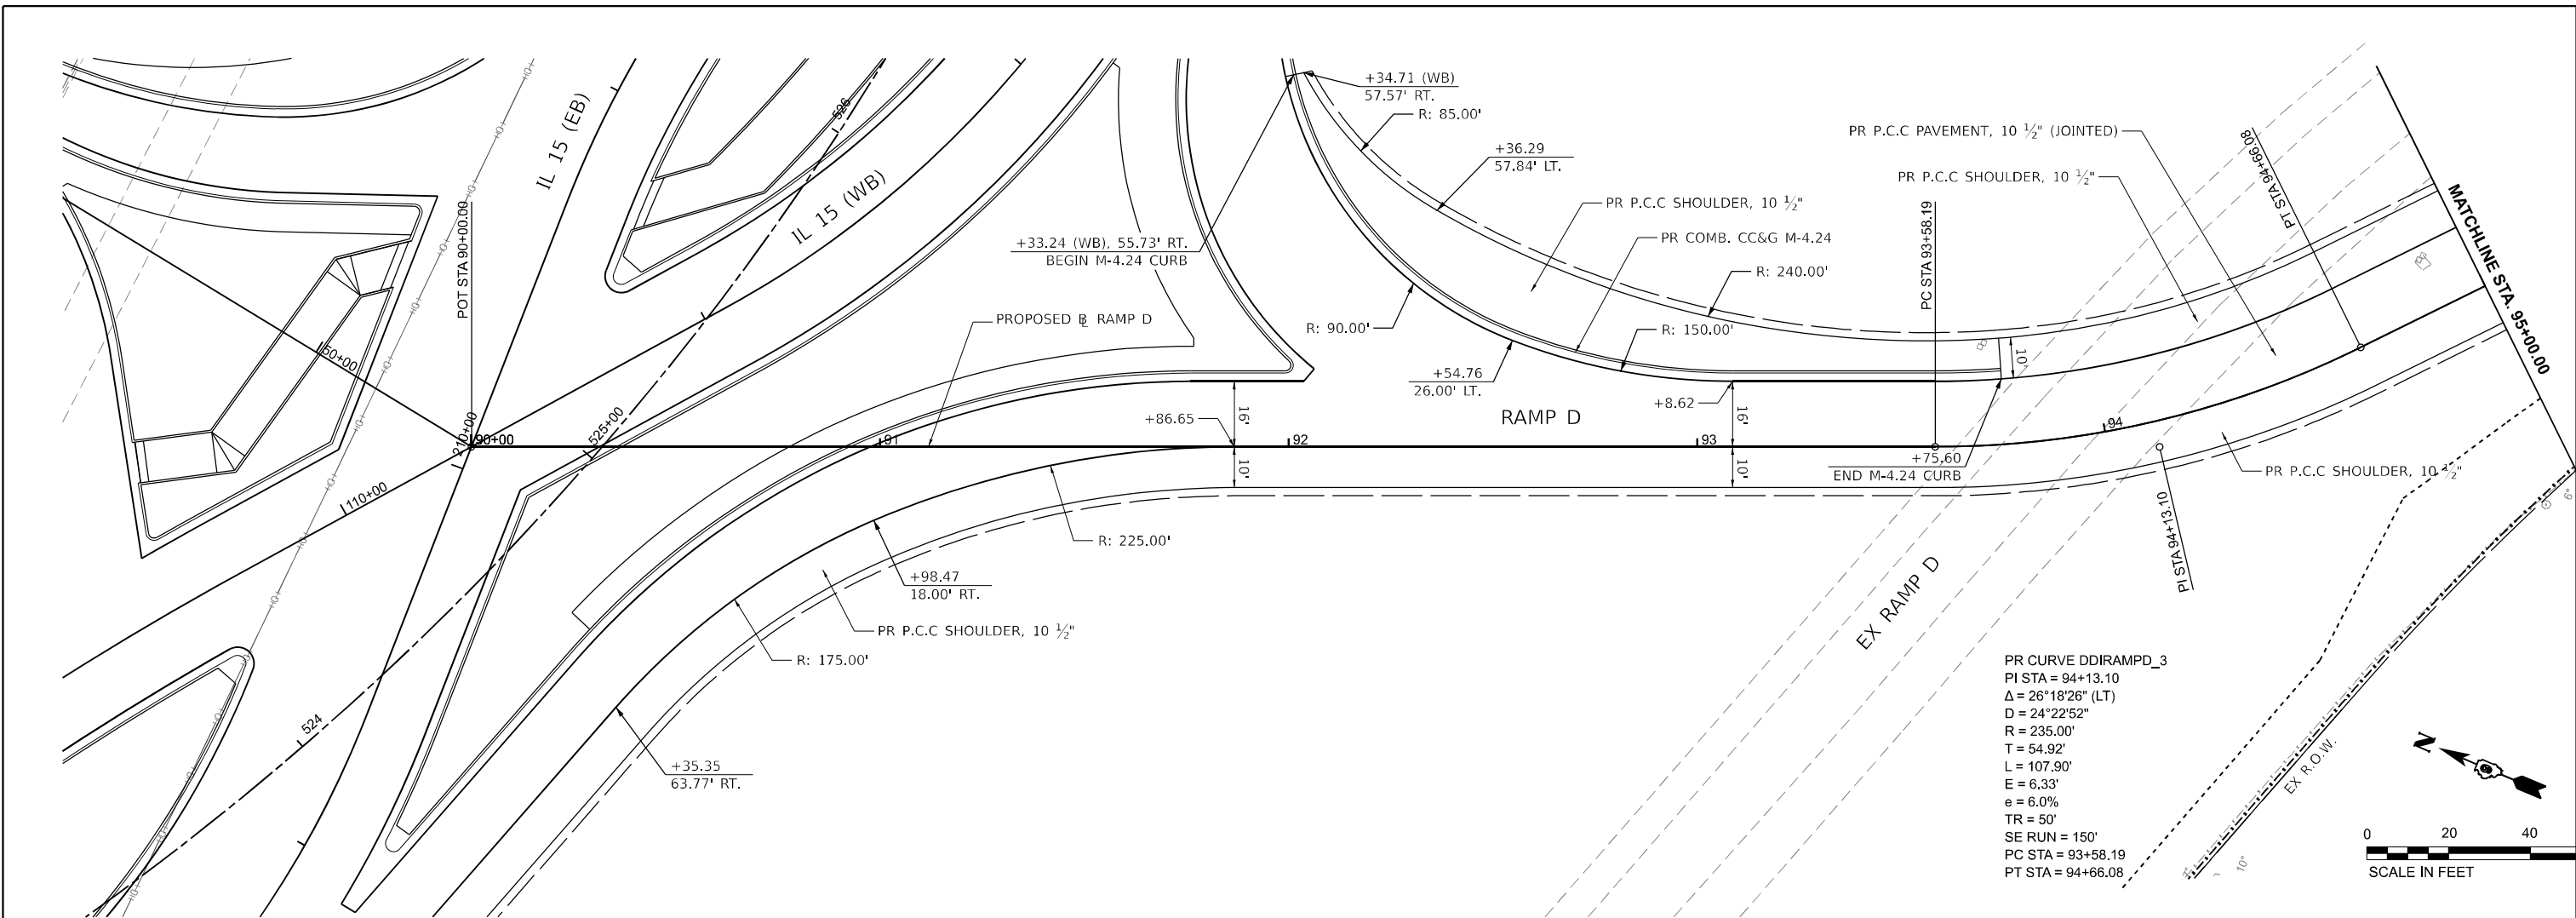 IL 15 (EB)
526
IL 15 (WB)
POT STA 90+00.00
50+00
210+00
90+00
525+00
110+00
524
+34.71 (WB)
57.57' RT.
R: 85.00'
+36.29
57.84' LT.
PR P.C.C SHOULDER, 10 ½"
PR COMB. CC&G M-4.24
R: 240.00'
+33.24 (WB), 55.73' RT.
BEGIN M-4.24 CURB
PROPOSED B̲L RAMP D
R: 90.00'
R: 150.00'
+54.76
26.00' LT.
+86.65
16'
10'
RAMP D
+8.62
16'
10'
91
92
93
94
PC STA 93+58.19
PR P.C.C PAVEMENT, 10 ½" (JOINTED)
PR P.C.C SHOULDER, 10 ½"
PT STA 94+66.08
MATCHLINE STA. 95+00.00
10'
+75.60
END M-4.24 CURB
PR P.C.C SHOULDER, 10 ½"
PI STA 94+13.10
R: 225.00'
+98.47
18.00' RT.
PR P.C.C SHOULDER, 10 ½"
R: 175.00'
+35.35
63.77' RT.
EX RAMP D
PR CURVE DDIRAMPD_3
PI STA = 94+13.10
Δ = 26°18'26" (LT)
D = 24°22'52"
R = 235.00'
T = 54.92'
L = 107.90'
E = 6.33'
e = 6.0%
TR = 50'
SE RUN = 150'
PC STA = 93+58.19
PT STA = 94+66.08
EX R.O.W.
10"
6"
N
0 20 40
SCALE IN FEET